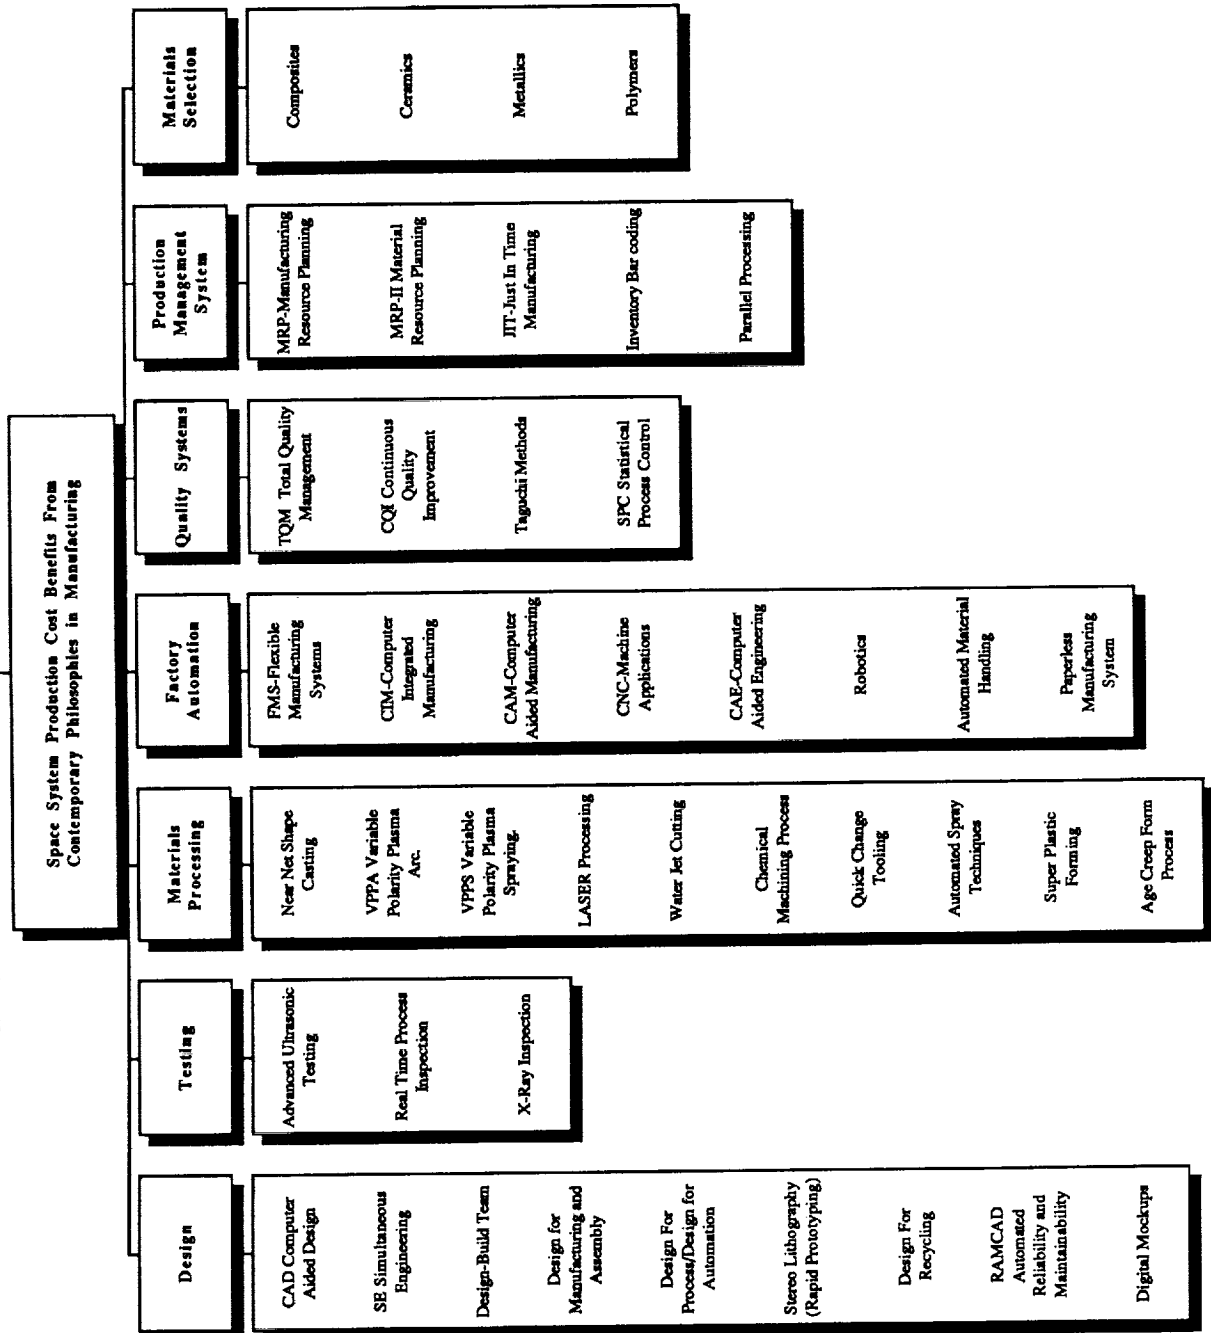 Space System Production Cost Benefits From
Contemporary Philosophies in Manufacturing
Design
CAD Computer
Aided Design
SE Simultaneous
Engineering
Design-Build Team
Design for
Manufacturing and
Assembly
Design For
Process/Design for
Automation
Stereo Lithography
(Rapid Prototyping)
Design For
Recycling
RAMCAD
Automated
Reliability and
Maintainability
Digital Mockups
Testing
Advanced Ultrasonic
Testing
Real Time Process
Inspection
X-Ray Inspection
Materials
Processing
Near Net Shape
Casting
VPPA Variable
Polarity Plasma
Arc.
VPPS Variable
Polarity Plasma
Spraying.
LASER Processing
Water Jet Cutting
Chemical
Machining Process
Quick Change
Tooling
Automated Spray
Techniques
Super Plastic
Forming
Age Creep Form
Process
Factory
Automation
FMS-Flexible
Manufacturing
Systems
CIM-Computer
Integrated
Manufacturing
CAM-Computer
Aided Manufacturing
CNC-Machine
Applications
CAE-Computer
Aided Engineering
Robotics
Automated Material
Handling
Paperless
Manufacturing
System
Quality Systems
TQM Total Quality
Management
CQI Continuous
Quality
Improvement
Taguchi Methods
SPC Statistical
Process Control
Production
Management
System
MRP-Manufacturing
Resource Planning
MRP-II Material
Resource Planning
JIT-Just In Time
Manufacturing
Inventory Bar coding
Parallel Processing
Materials
Selection
Composites
Ceramics
Metallics
Polymers